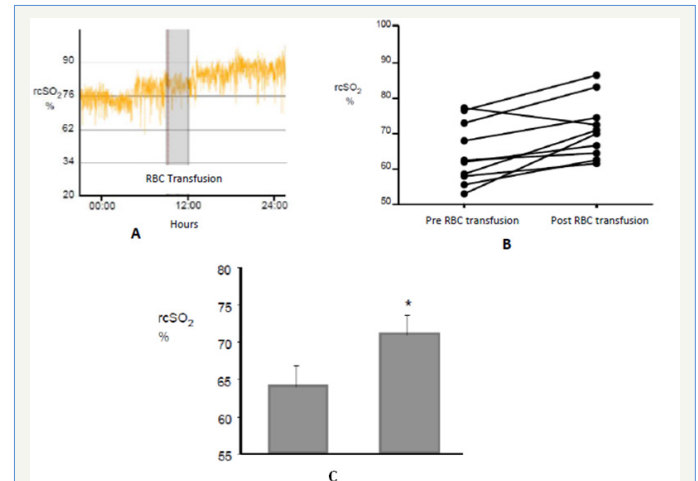 90
rcSO2 76
%
62
34
20
RBC Transfusion
00:00 12:00 24:00
Hours
A
100
rcSO2
%
90
80
70
60
50
Pre RBC transfusion Post RBC transfusion
B
80
rcSO2
%
75
70
65
60
55
*
C